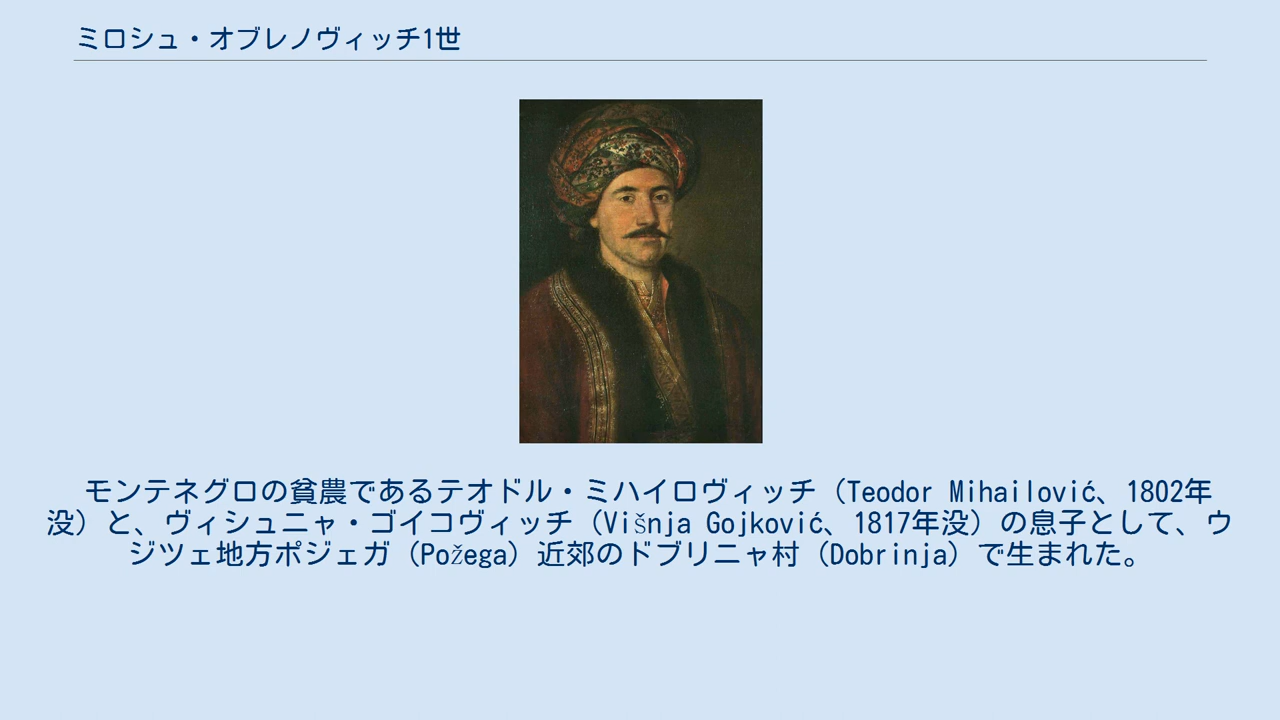 ミロシュ・オブレノヴィッチ1世
モンテネグロの貧農であるテオドル・ミハイロヴィッチ（Teodor Mihailović、1802年
没）と、ヴィシュニャ・ゴイコヴィッチ（Višnja Gojković、1817年没）の息子として、ウ
ジツェ地方ポジェガ（Požega）近郊のドブリニャ村（Dobrinja）で生まれた。